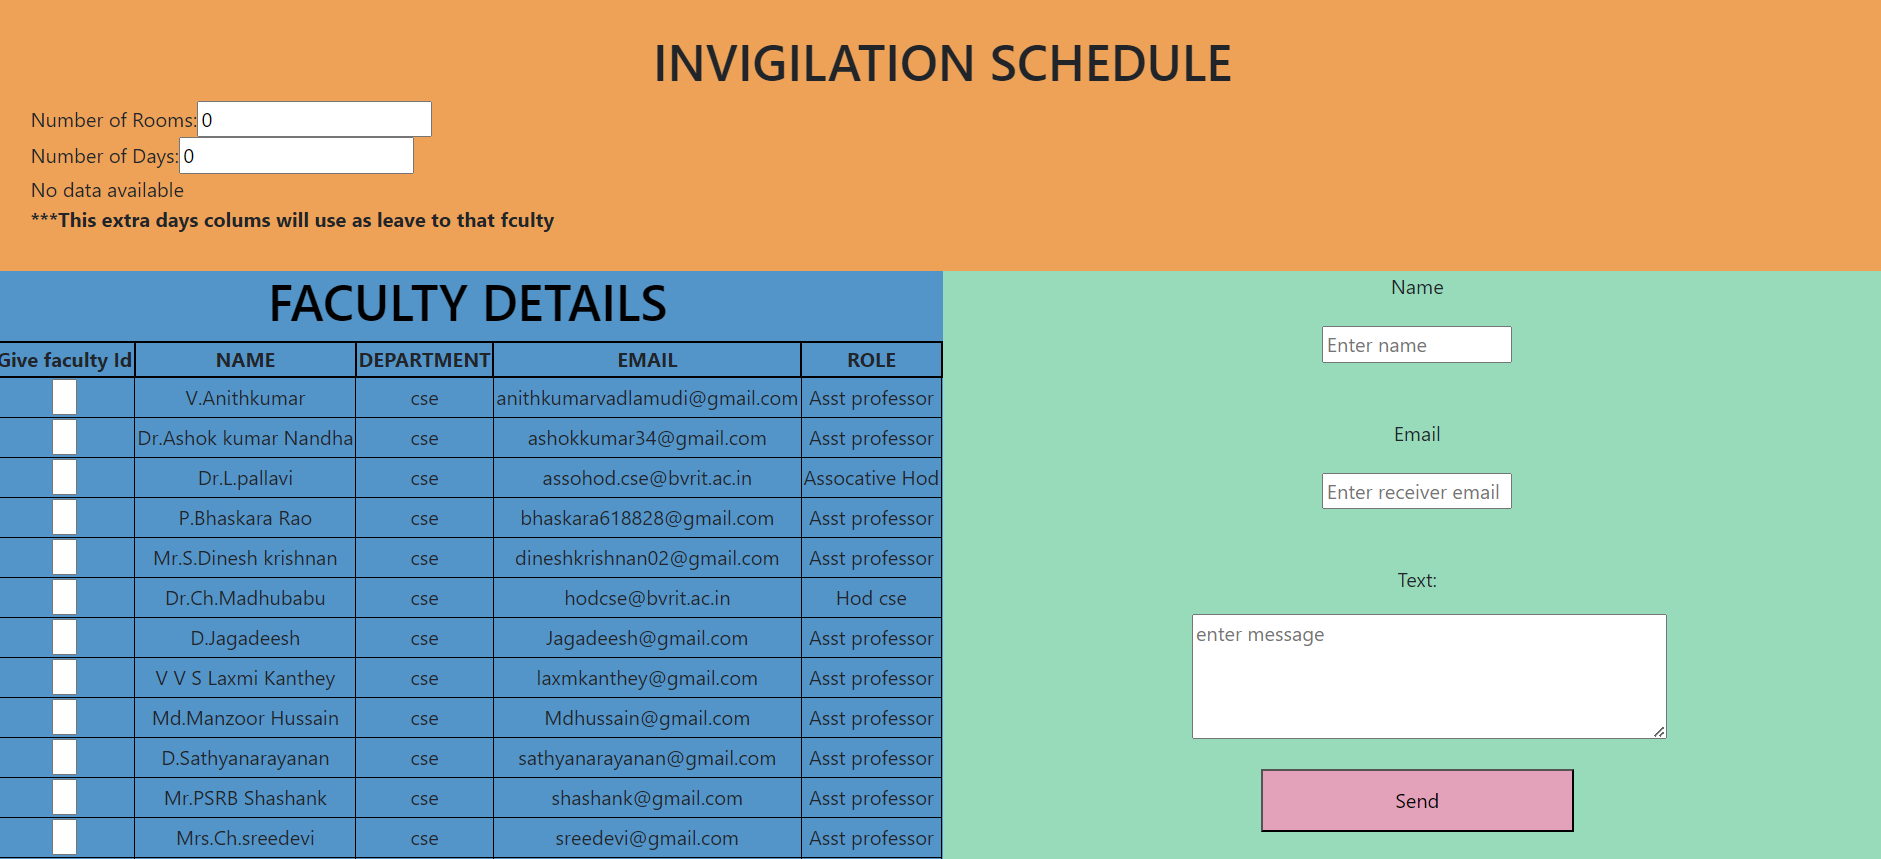 INVIGILATION SCHEDULE
Number of Rooms: 0
Number of Days: 0
No data available
***This extra days colums will use as leave to that fculty
FACULTY DETAILS
Give faculty Id NAME DEPARTMENT EMAIL ROLE
V.Anithkumar cse anithkumarvadlamudi@gmail.com Asst professor
Dr.Ashok kumar Nandha cse ashokkumar34@gmail.com Asst professor
Dr.L.pallavi cse assohod.cse@bvrit.ac.in Assocative Hod
P.Bhaskara Rao cse bhaskara618828@gmail.com Asst professor
Mr.S.Dinesh krishnan cse dineshkrishnan02@gmail.com Asst professor
Dr.Ch.Madhubabu cse hodcse@bvrit.ac.in Hod cse
D.Jagadeesh cse Jagadeesh@gmail.com Asst professor
V V S Laxmi Kanthey cse laxmkanthey@gmail.com Asst professor
Md.Manzoor Hussain cse Mdhussain@gmail.com Asst professor
D.Sathyanarayanan cse sathyanarayanan@gmail.com Asst professor
Mr.PSRB Shashank cse shashank@gmail.com Asst professor
Mrs.Ch.sreedevi cse sreedevi@gmail.com Asst professor
Name
Enter name
Email
Enter receiver email
Text:
enter message
Send